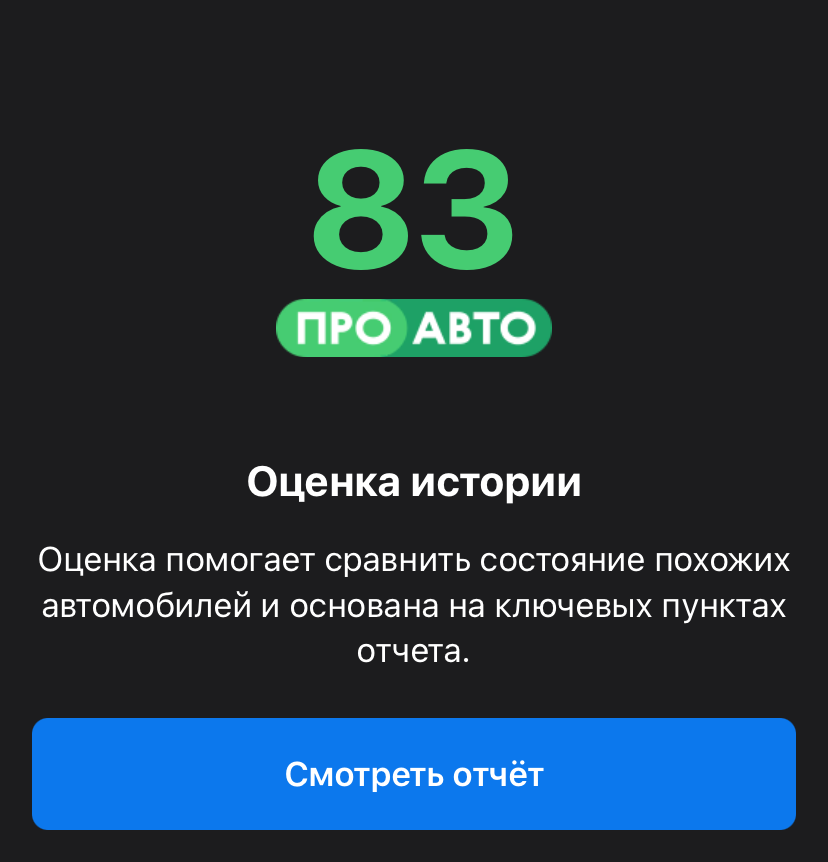 83
ПРО АВТО
Оценка истории
Оценка помогает сравнить состояние похожих
автомобилей и основана на ключевых пунктах
отчета.
Смотреть отчёт